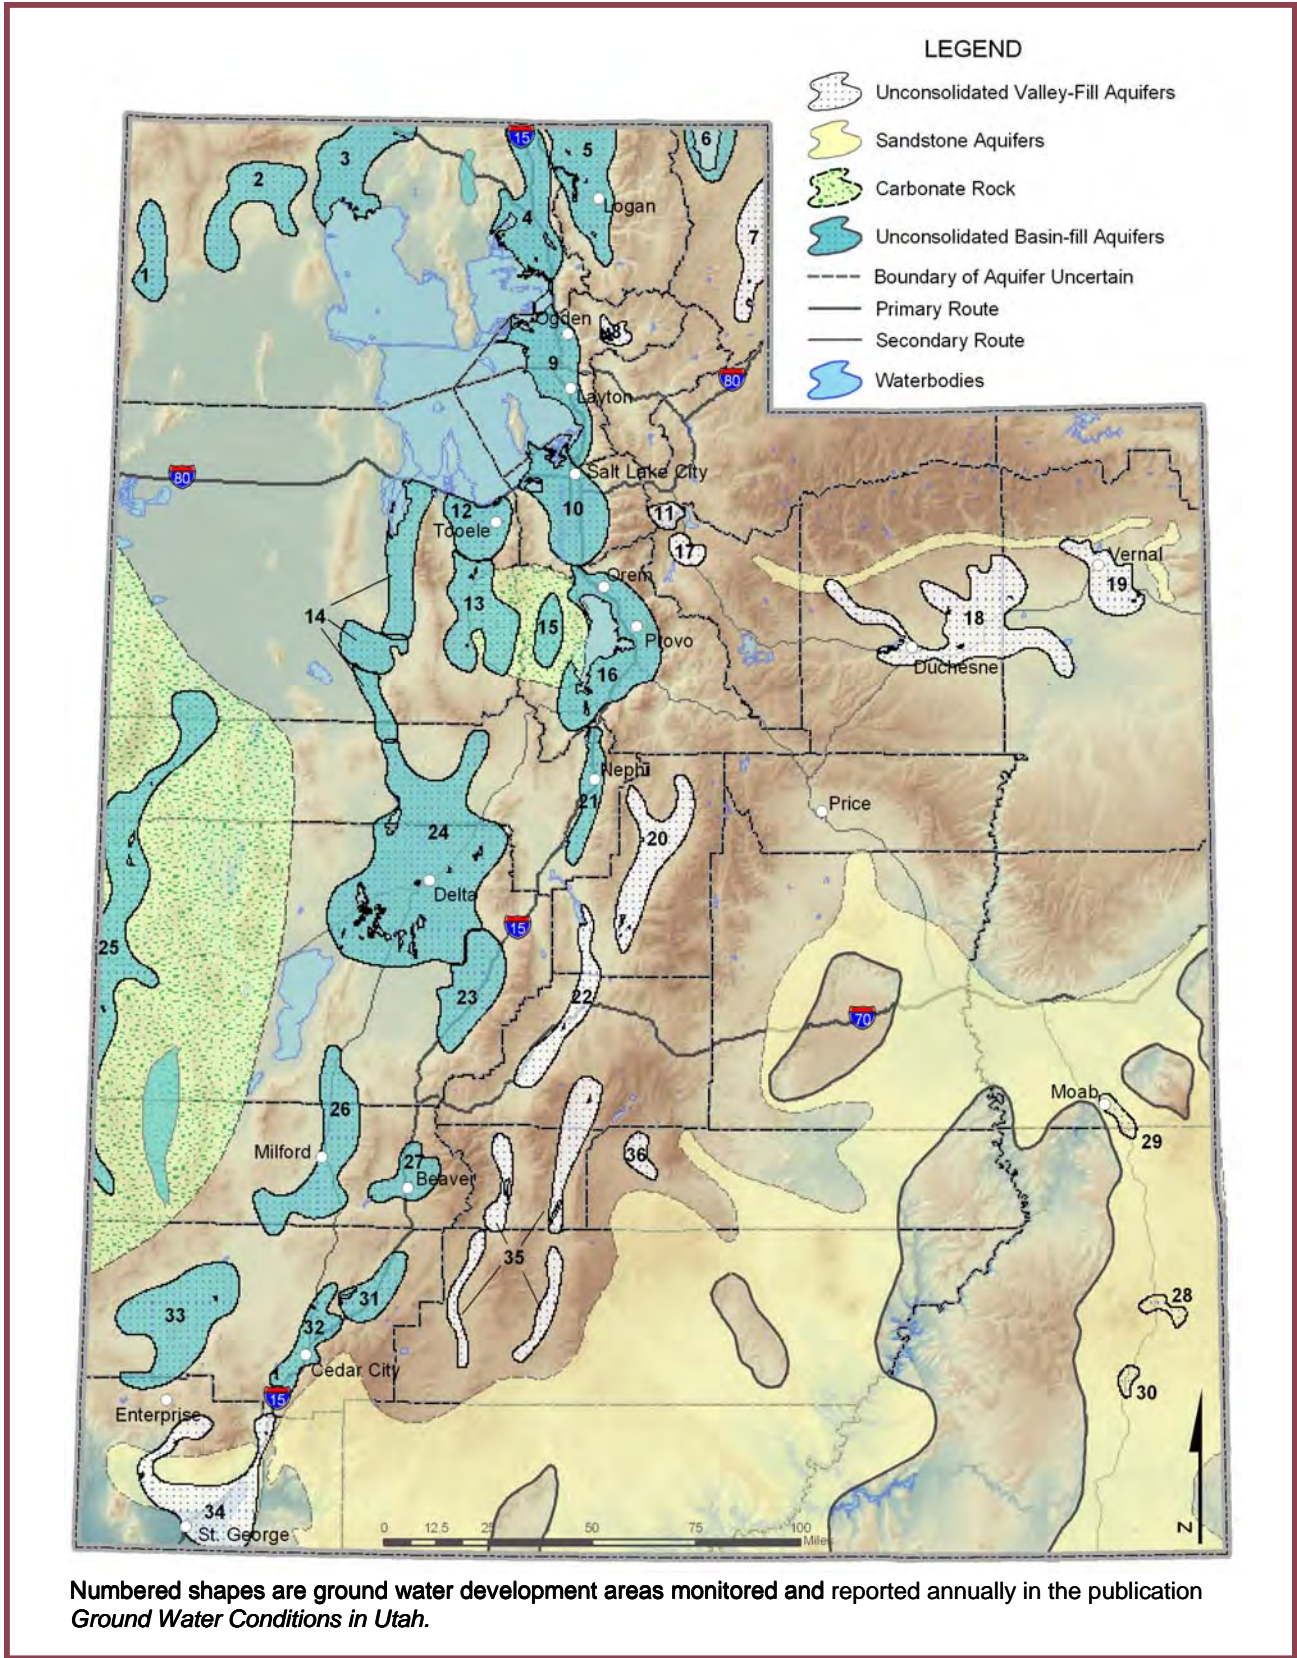 LEGEND
Unconsolidated Valley-Fill Aquifers
Sandstone Aquifers
Carbonate Rock
Unconsolidated Basin-fill Aquifers
Boundary of Aquifer Uncertain
Primary Route
Secondary Route
Waterbodies
15
6
3
5
2
Logan
4
7
1
Ogden
8
9
80
Layton
80
Salt Lake City
10
11
12
Tooele
17
Vernal
Orem
19
13
14
15
18
Provo
Duchesne
16
Nephi
21
Price
24
20
Delta
15
25
23
22
70
Moab
26
29
Milford
27
36
Beaver
35
28
33
31
32
Cedar City
30
15
Enterprise
34
St. George
0 12.5 25 50 75 100
Miles
N
Numbered shapes are ground water development areas monitored and reported annually in the publication
Ground Water Conditions in Utah.